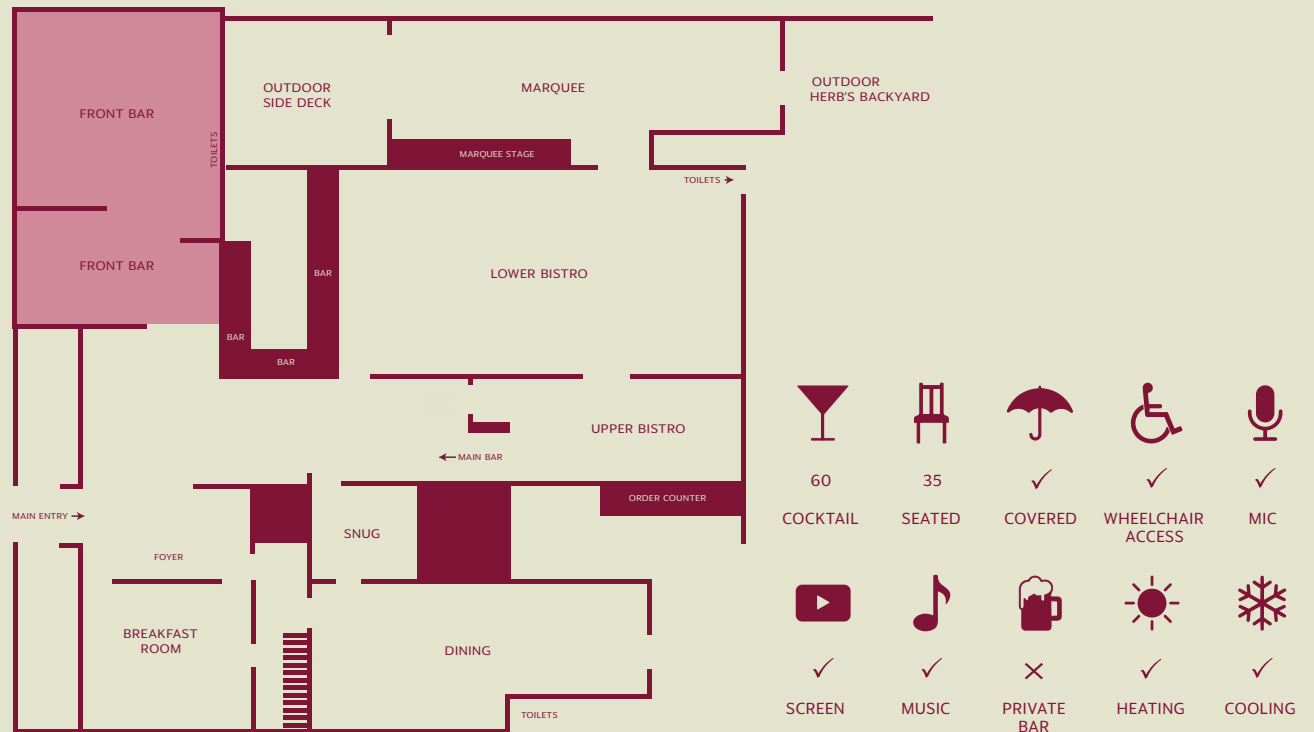 OUTDOOR
SIDE DECK
MARQUEE
OUTDOOR
HERB'S BACKYARD
FRONT BAR
TOILETS
MARQUEE STAGE
TOILETS
FRONT BAR
BAR
LOWER BISTRO
BAR
BAR
UPPER BISTRO
MAIN BAR
ORDER COUNTER
MAIN ENTRY
SNUG
FOYER
BREAKFAST
ROOM
DINING
TOILETS
60
35
COCKTAIL
SEATED
COVERED
WHEELCHAIR
ACCESS
MIC
SCREEN
MUSIC
PRIVATE
BAR
HEATING
COOLING